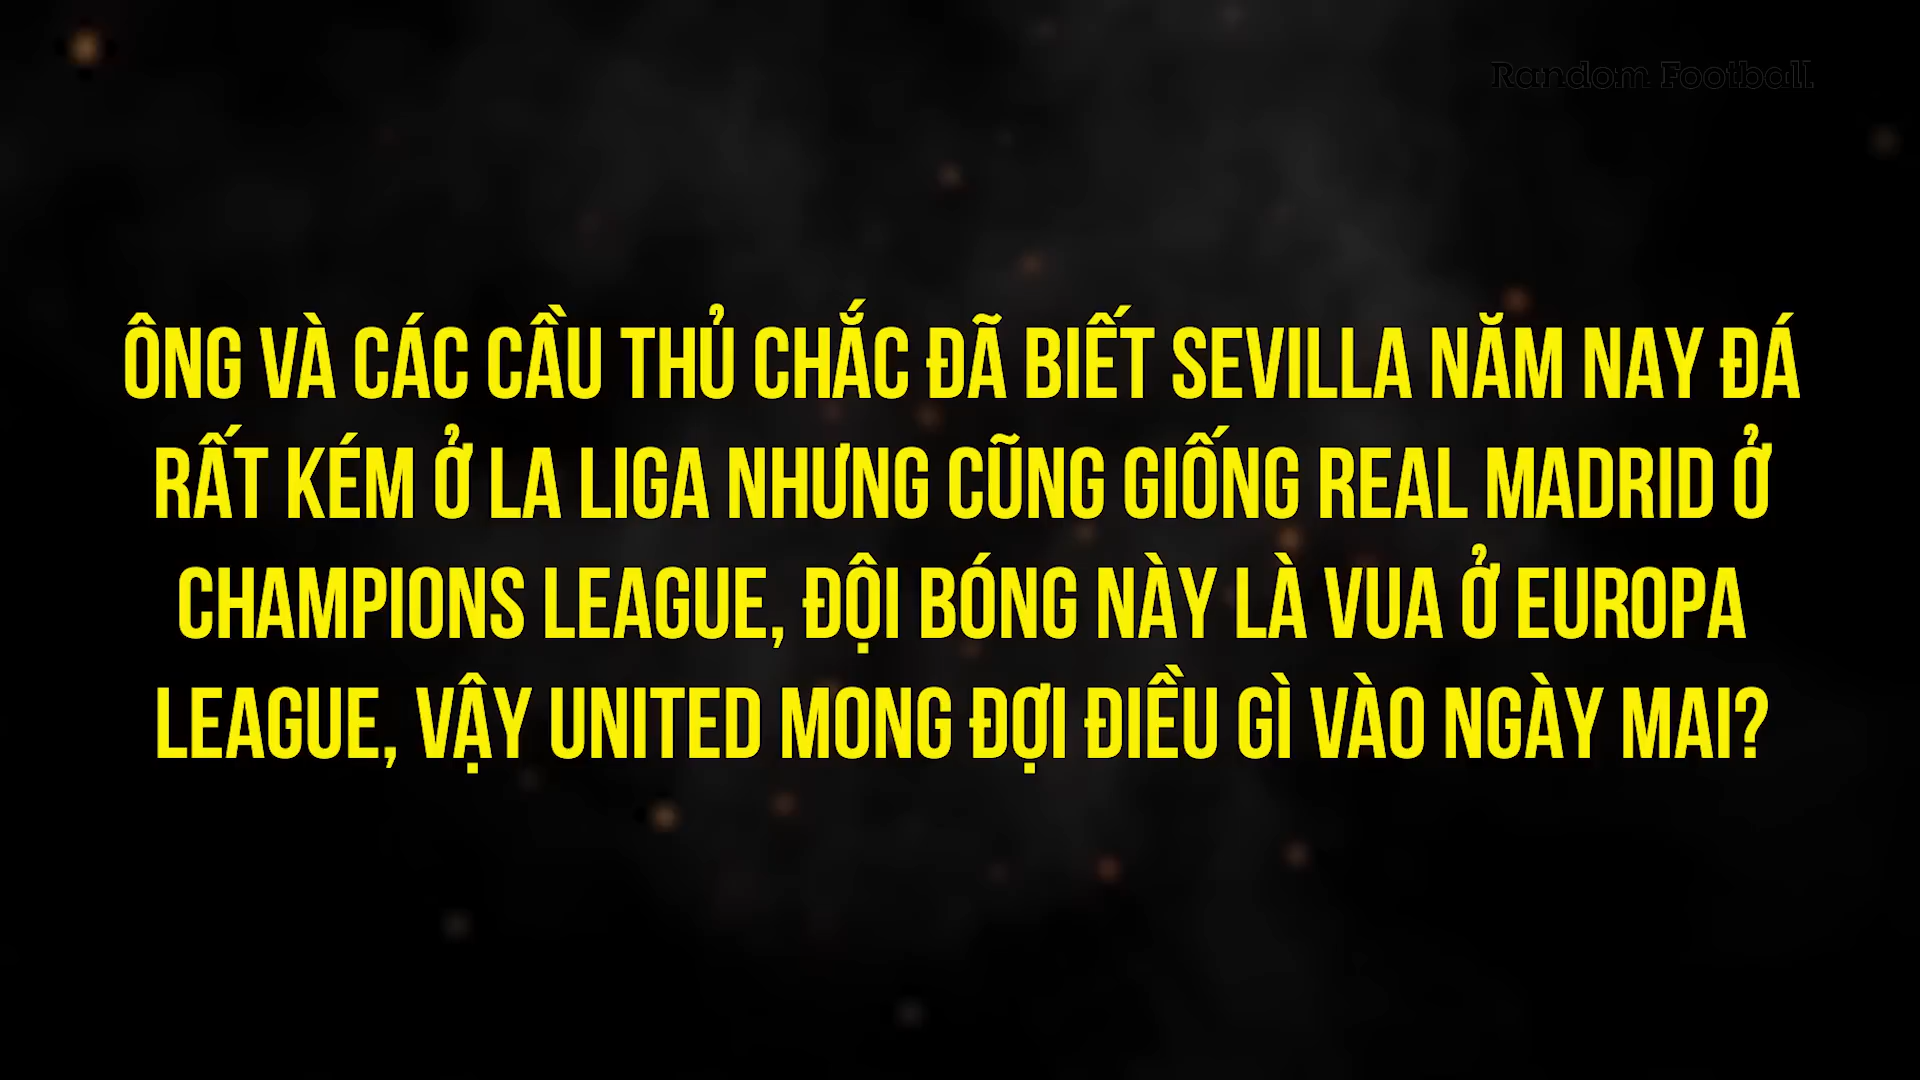 Random Football
ÔNG VÀ CÁC CẦU THỦ CHẮC ĐÃ BIẾT SEVILLA NĂM NAY ĐÁ
RẤT KÉM Ở LA LIGA NHƯNG CŨNG GIỐNG REAL MADRID Ở
CHAMPIONS LEAGUE, ĐỘI BÓNG NÀY LÀ VUA Ở EUROPA
LEAGUE, VẬY UNITED MONG ĐỢI ĐIỀU GÌ VÀO NGÀY MAI?